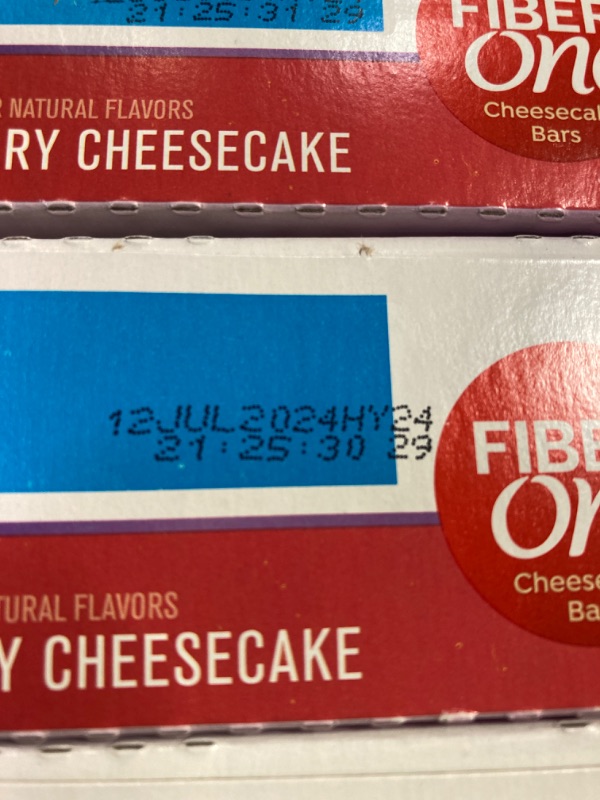 21:25:31 29
FIBER
One
Cheesecake
Bars
NATURAL FLAVORS
RY CHEESECAKE
12JUL2024HY24
21:25:30 29
FIBE
On
Cheese
Ba
TURAL FLAVORS
Y CHEESECAKE